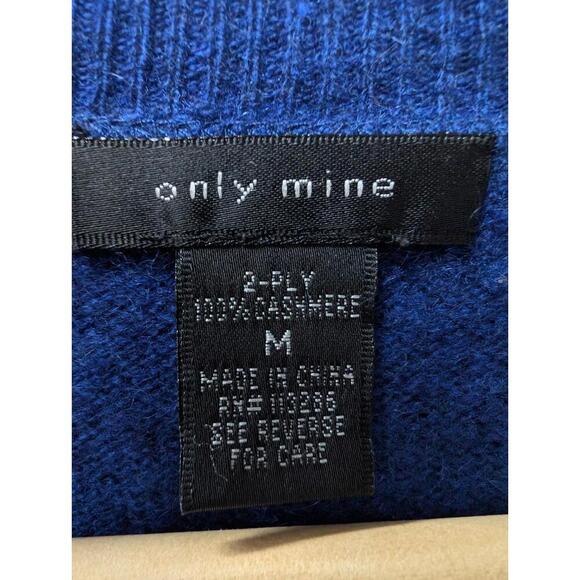 only mine
2-PLY
100% CASHMERE
M
MADE IN CHINA
RN# 113286
SEE REVERSE
FOR CARE